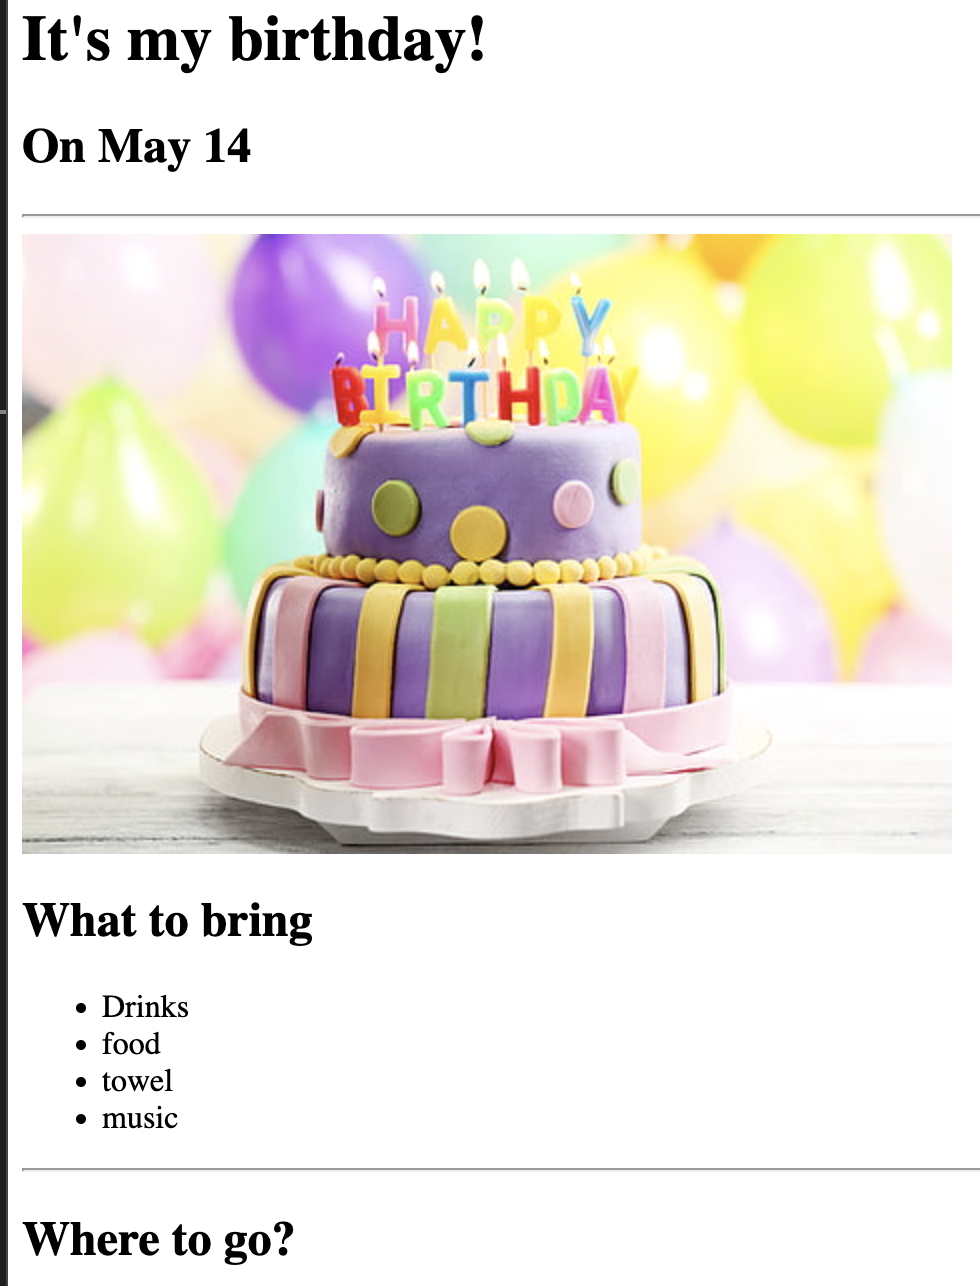 It's my birthday!
On May 14
HAPPY
BIRTHDAY
What to bring
Drinks
food
towel
music
Where to go?